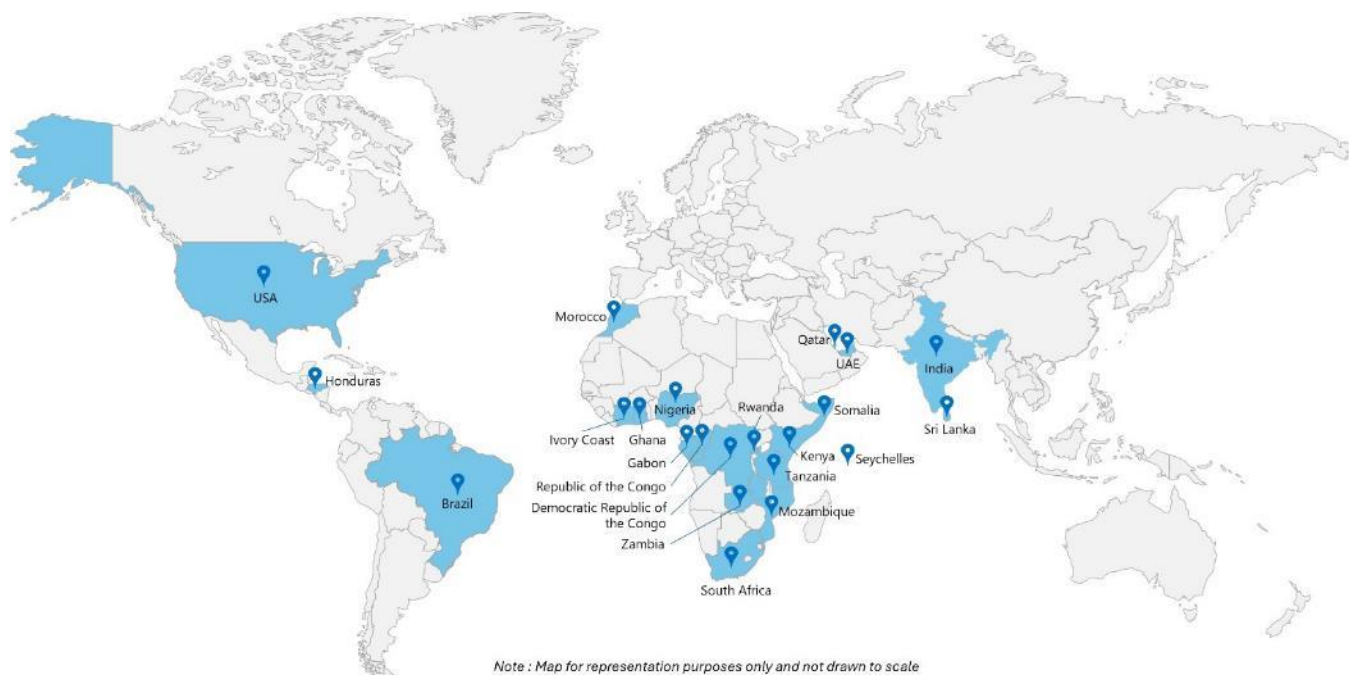 USA
Honduras
Brazil
Morocco
Qatar
UAE
India
Sri Lanka
Nigeria
Rwanda
Somalia
Ivory Coast
Ghana
Gabon
Kenya
Seychelles
Tanzania
Republic of the Congo
Democratic Republic of
the Congo
Mozambique
Zambia
South Africa
Note : Map for representation purposes only and not drawn to scale